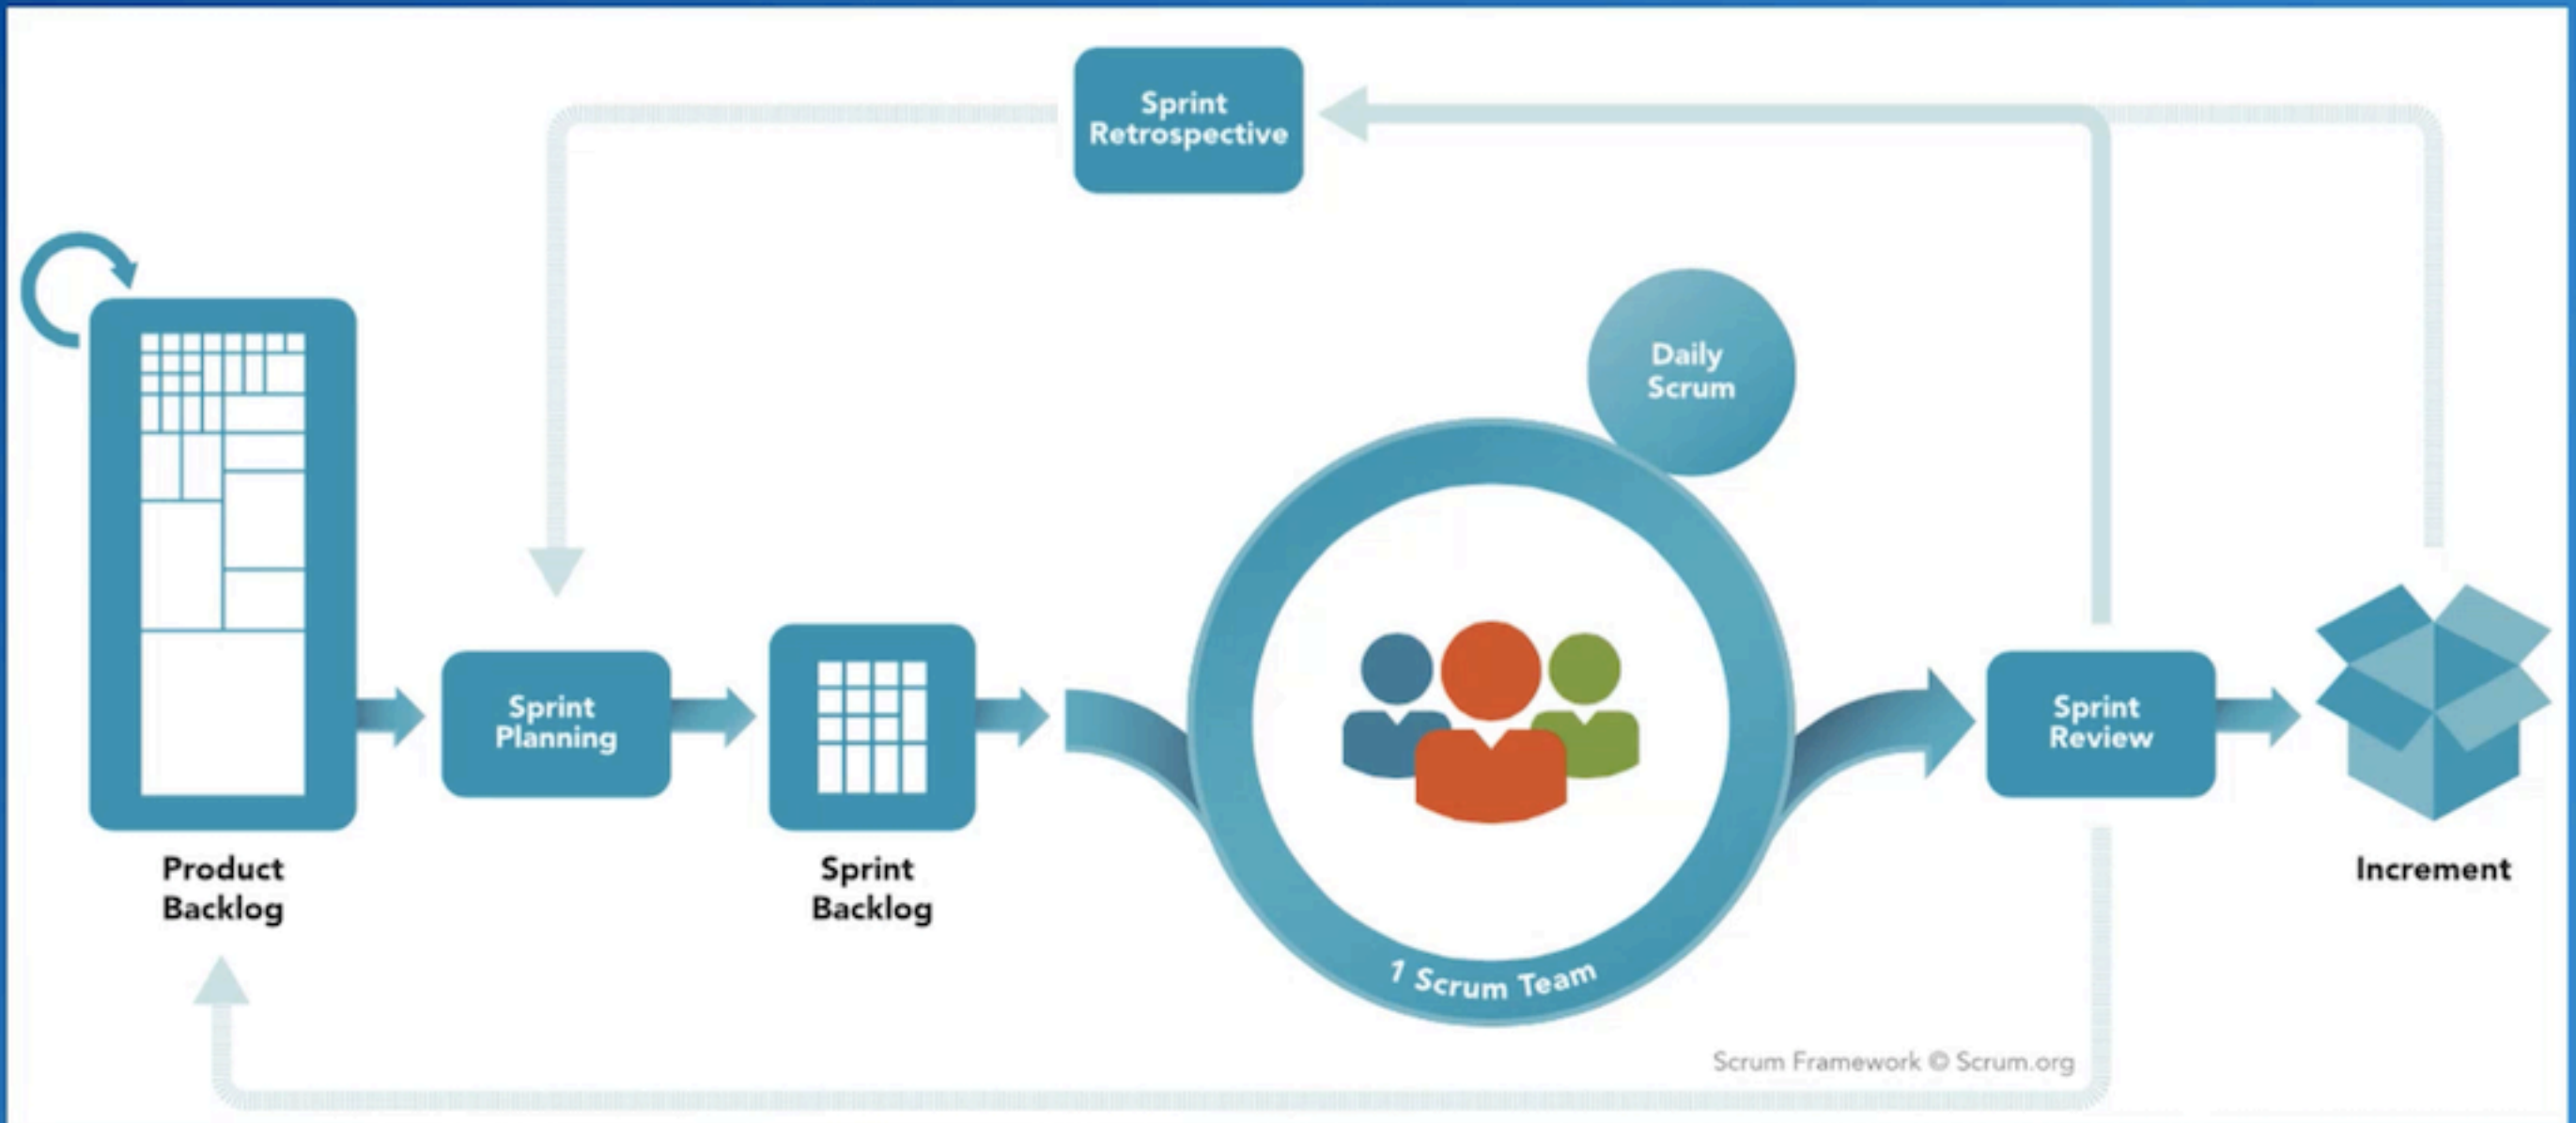 Sprint
Retrospective
Daily
Scrum
Sprint
Planning
Sprint
Review
Product
Backlog
Sprint
Backlog
Increment
1 Scrum Team
Scrum Framework © Scrum.org